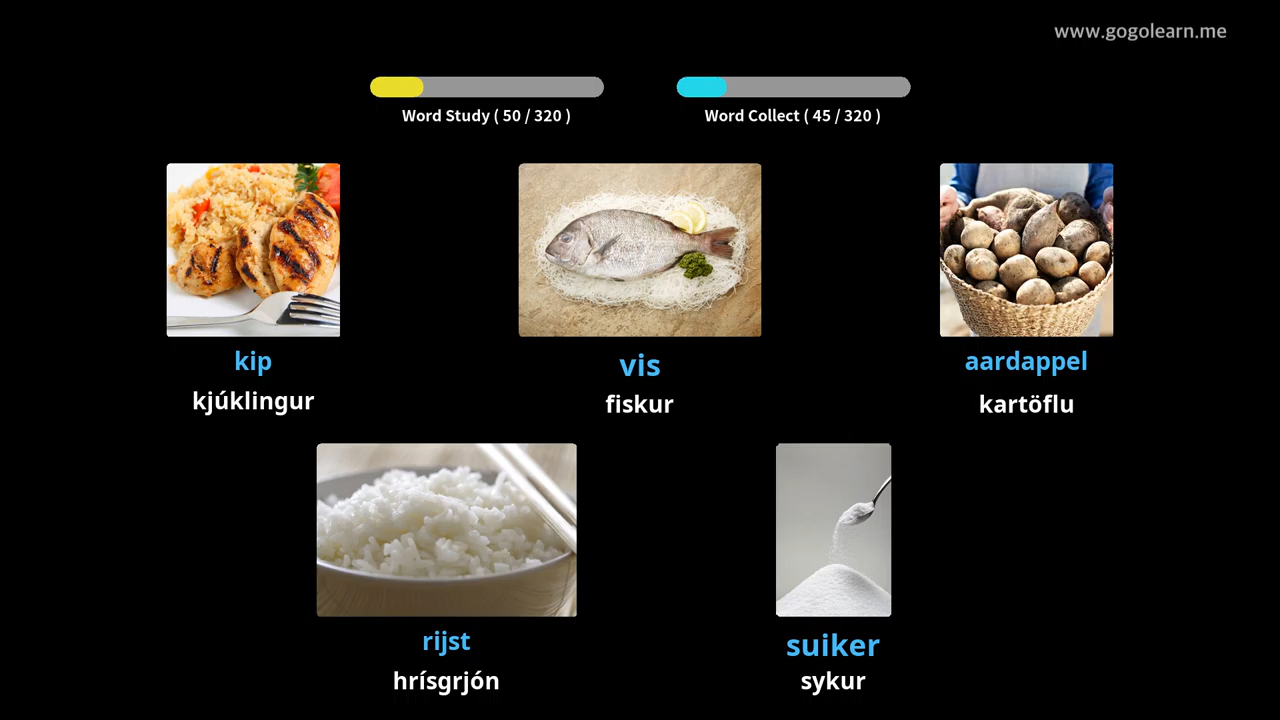 www.gogolearn.me
Word Study ( 50 / 320 )
Word Collect ( 45 / 320 )
kip
kjúklingur
vis
fiskur
aardappel
kartöflu
rijst
hrísgrjón
suiker
sykur